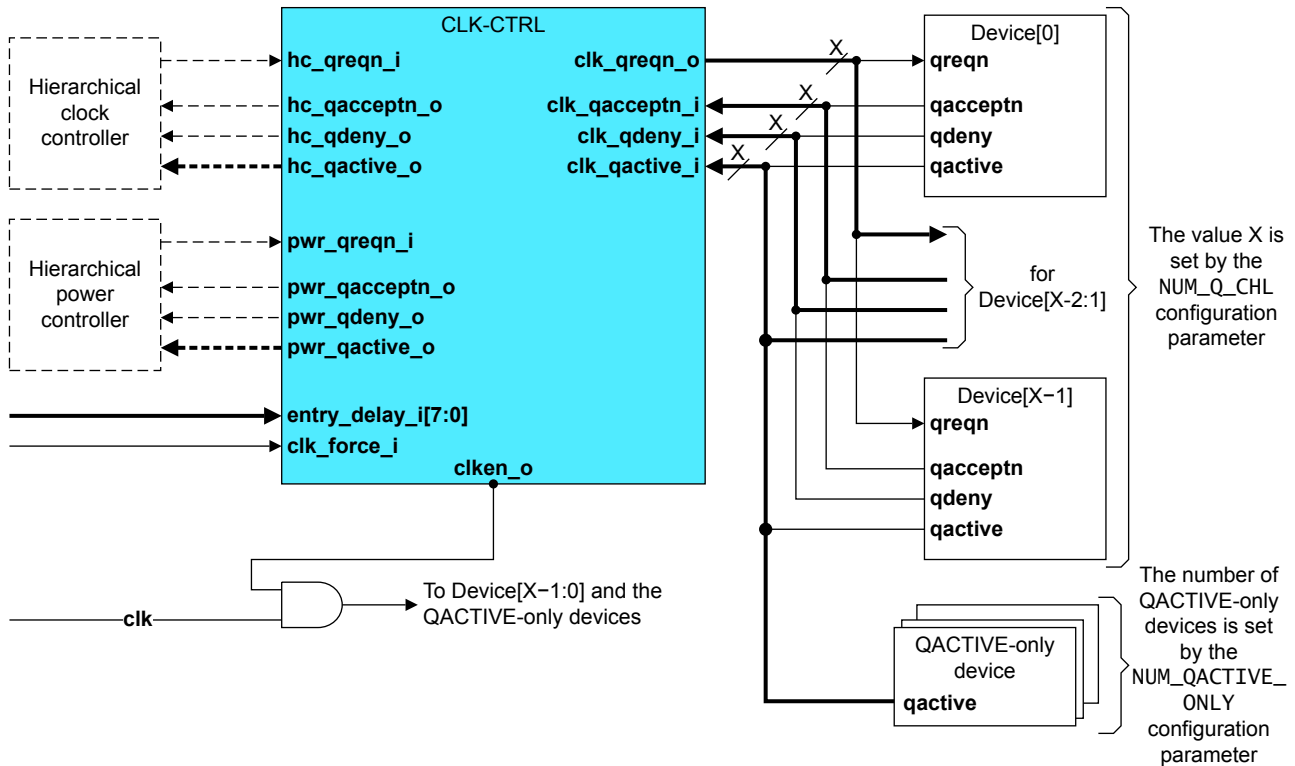 CLK-CTRL
Hierarchical
clock
controller
hc_qreqn_i
hc_qacceptn_o
hc_qdeny_o
hc_qactive_o
Hierarchical
power
controller
pwr_qreqn_i
pwr_qacceptn_o
pwr_qdeny_o
pwr_qactive_o
entry_delay_i[7:0]
clk_force_i
clken_o
clk_qreqn_o
clk_qacceptn_i
clk_qdeny_i
clk_qactive_i
X
X
X
X
Device[0]
qreqn
qacceptn
qdeny
qactive
for
Device[X-2:1]
Device[X−1]
qreqn
qacceptn
qdeny
qactive
The value X is
set by the
NUM_Q_CHL
configuration
parameter
clk
To Device[X−1:0] and the
QACTIVE-only devices
QACTIVE-only
device
qactive
The number of
QACTIVE-only
devices is set
by the
NUM_QACTIVE_
ONLY
configuration
parameter